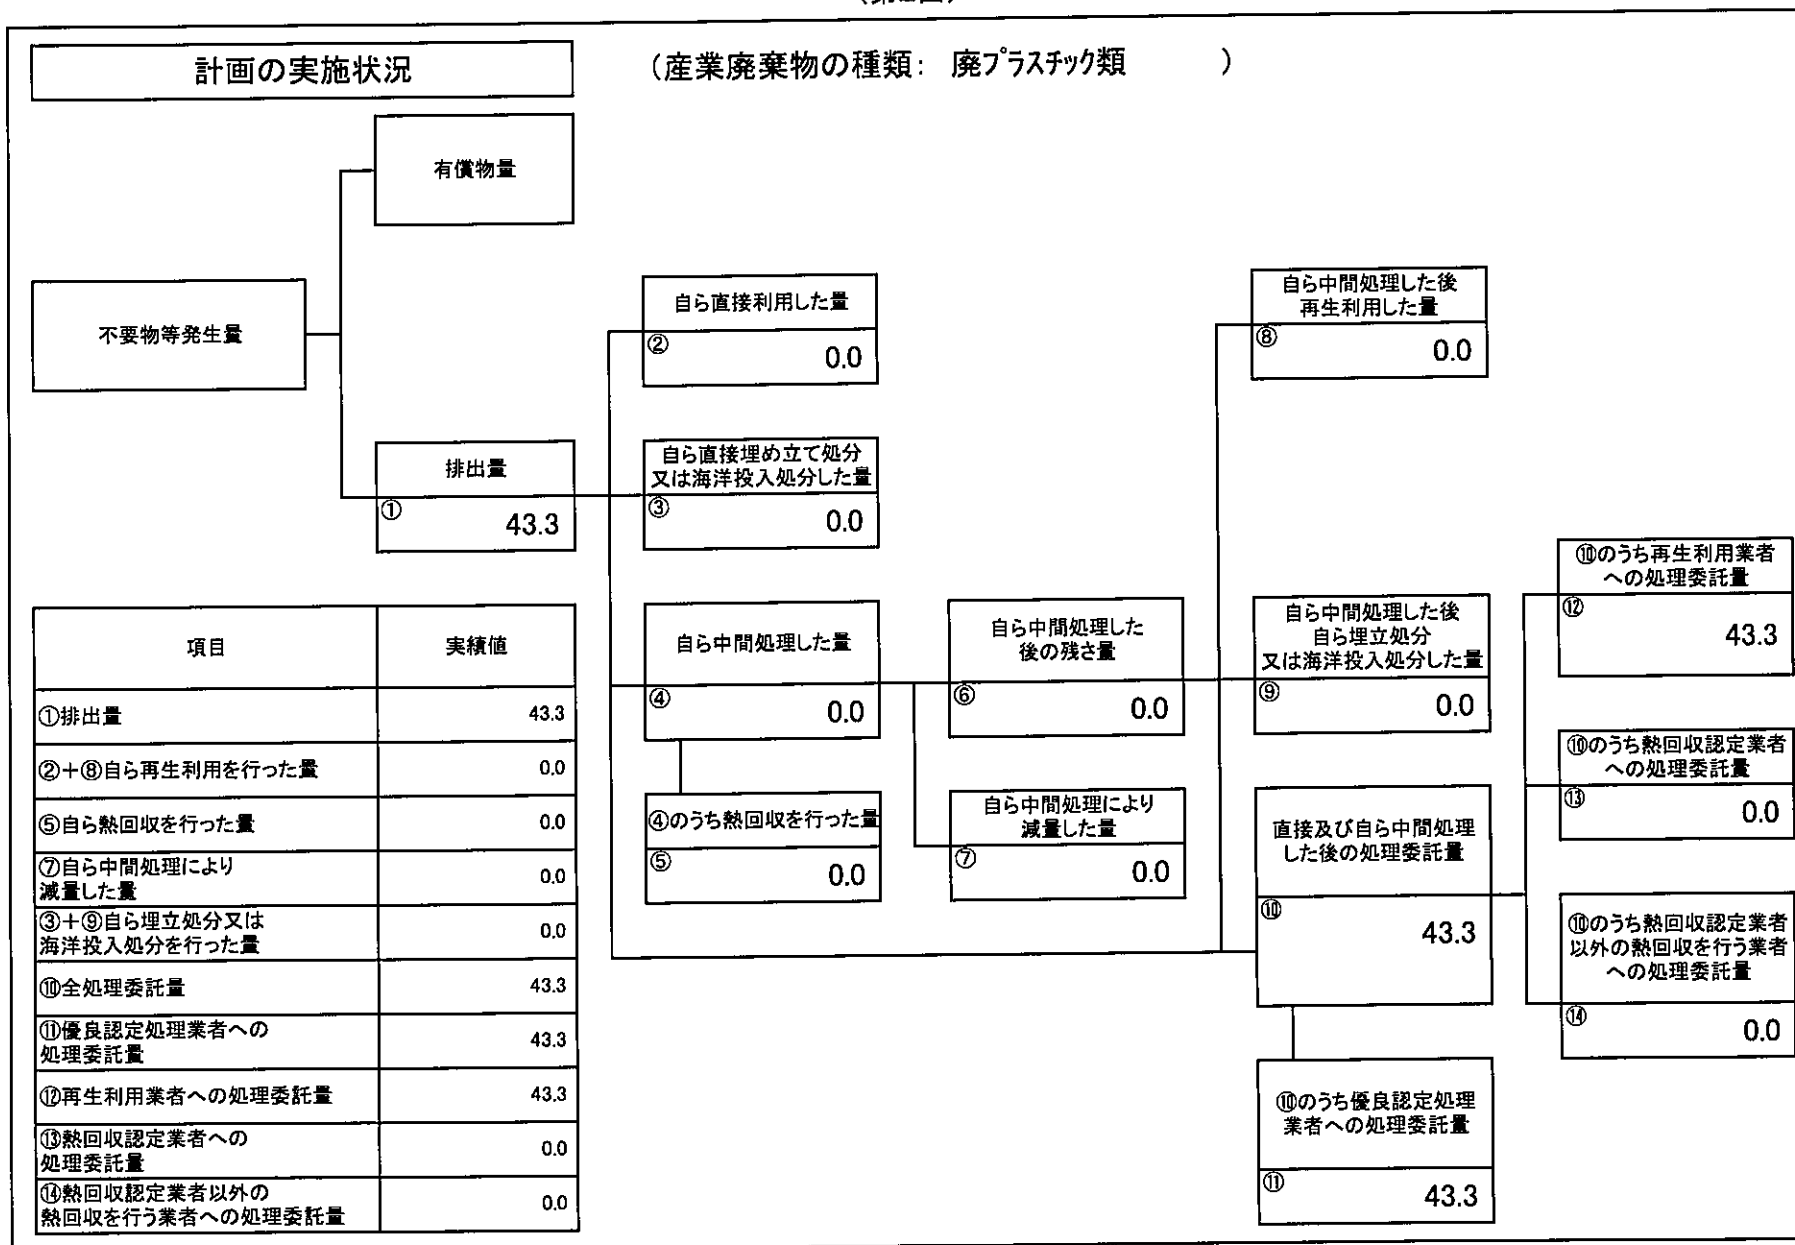 計画の実施状況
（産業廃棄物の種類： 廃プラスチック類 ）
有償物量
不要物等発生量
排出量
①
43.3
自ら直接利用した量
②
0.0
自ら直接埋め立て処分
又は海洋投入処分した量
③
0.0
自ら中間処理した量
④
0.0
④のうち熱回収を行った量
⑤
0.0
自ら中間処理した
後の残さ量
⑥
0.0
自ら中間処理により
減量した量
⑦
0.0
自ら中間処理した後
再生利用した量
⑧
0.0
自ら中間処理した後
自ら埋立処分
又は海洋投入処分した量
⑨
0.0
直接及び自ら中間処理
した後の処理委託量
⑩
43.3
⑩のうち優良認定処理
業者への処理委託量
⑪
43.3
⑩のうち再生利用業者
への処理委託量
⑫
43.3
⑩のうち熱回収認定業者
への処理委託量
⑬
0.0
⑩のうち熱回収認定業者
以外の熱回収を行う業者
への処理委託量
⑭
0.0
項目 実績値
①排出量 43.3
②＋⑧自ら再生利用を行った量 0.0
⑤自ら熱回収を行った量 0.0
⑦自ら中間処理により
減量した量 0.0
③＋⑨自ら埋立処分又は
海洋投入処分を行った量 0.0
⑩全処理委託量 43.3
⑪優良認定処理業者への
処理委託量 43.3
⑫再生利用業者への処理委託量 43.3
⑬熱回収認定業者への
処理委託量 0.0
⑭熱回収認定業者以外の
熱回収を行う業者への処理委託量 0.0